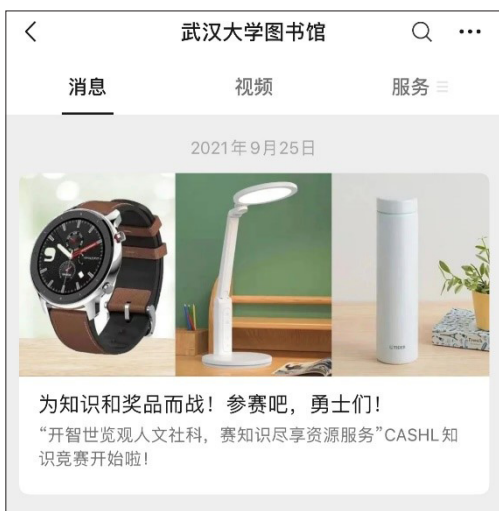 武汉大学图书馆
消息 视频 服务
2021年9月25日
为知识和奖品而战！参赛吧，勇士们！
“开智世览观人文社科，赛知识尽享资源服务”CASHL知
识竞赛开始啦！